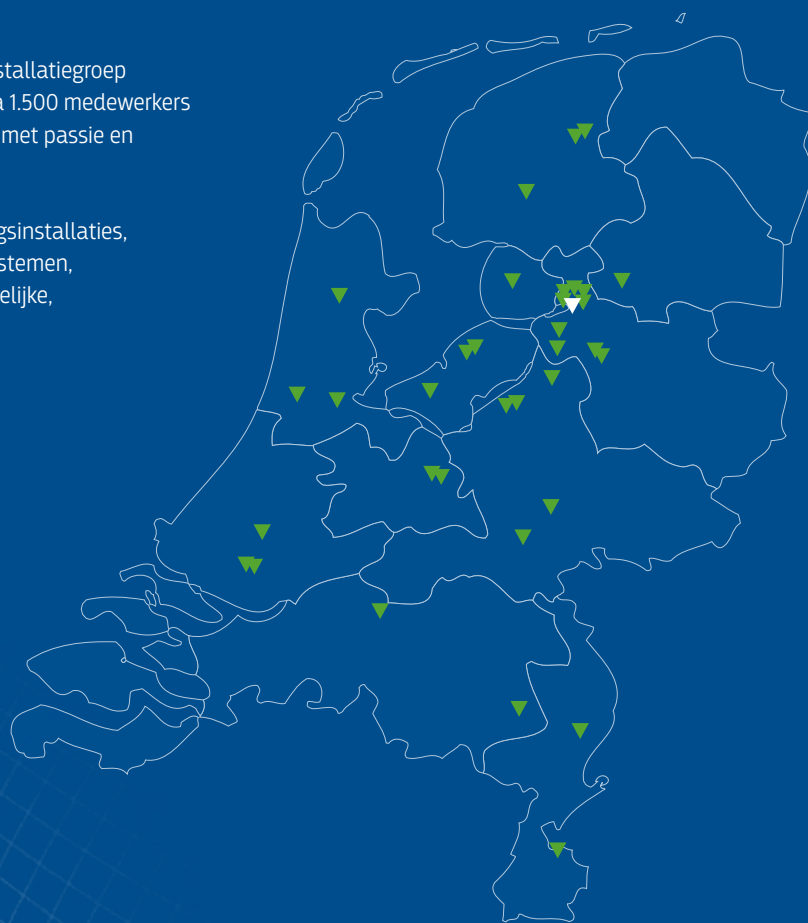 stallatiegroep
a 1.500 medewerkers
met passie en
gsinstallaties,
stemen,
elijke,